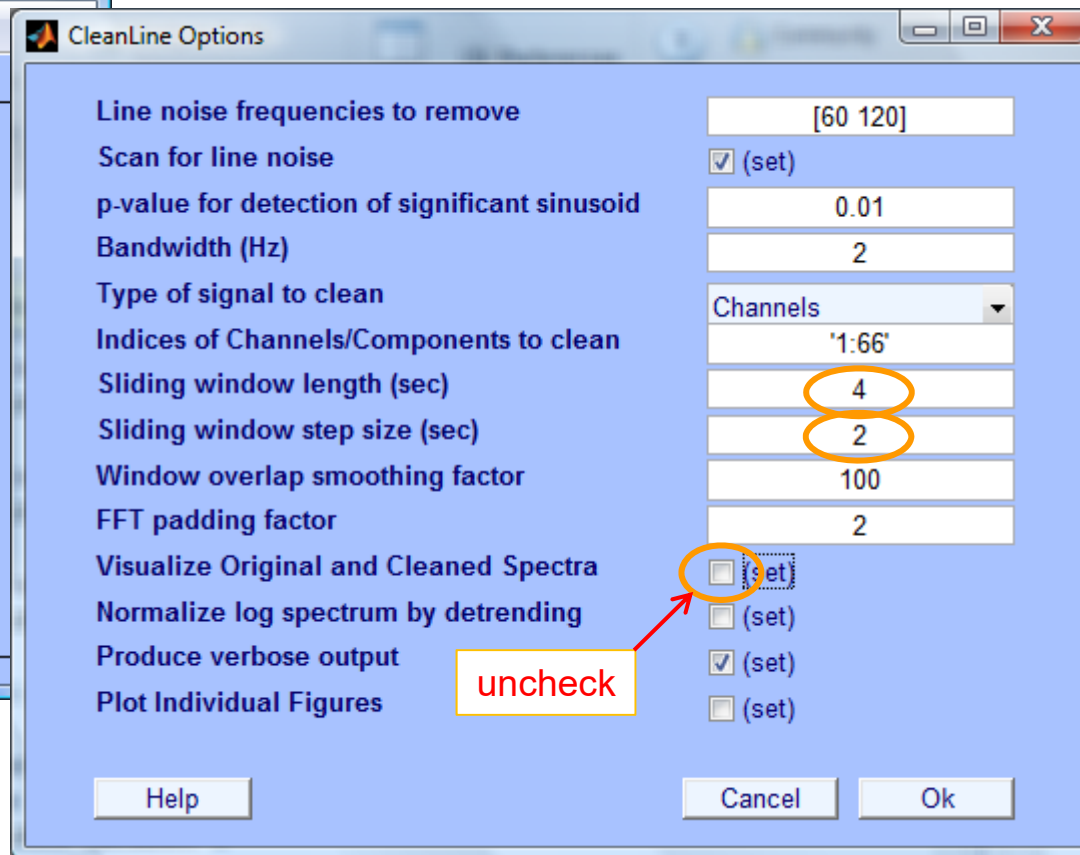 CleanLine Options
Line noise frequencies to remove [60 120]
Scan for line noise (set)
p-value for detection of significant sinusoid 0.01
Bandwidth (Hz) 2
Type of signal to clean Channels
Indices of Channels/Components to clean '1:66'
Sliding window length (sec) 4
Sliding window step size (sec) 2
Window overlap smoothing factor 100
FFT padding factor 2
Visualize Original and Cleaned Spectra (set)
Normalize log spectrum by detrending (set)
Produce verbose output (set)
uncheck
Plot Individual Figures (set)
Help Cancel Ok